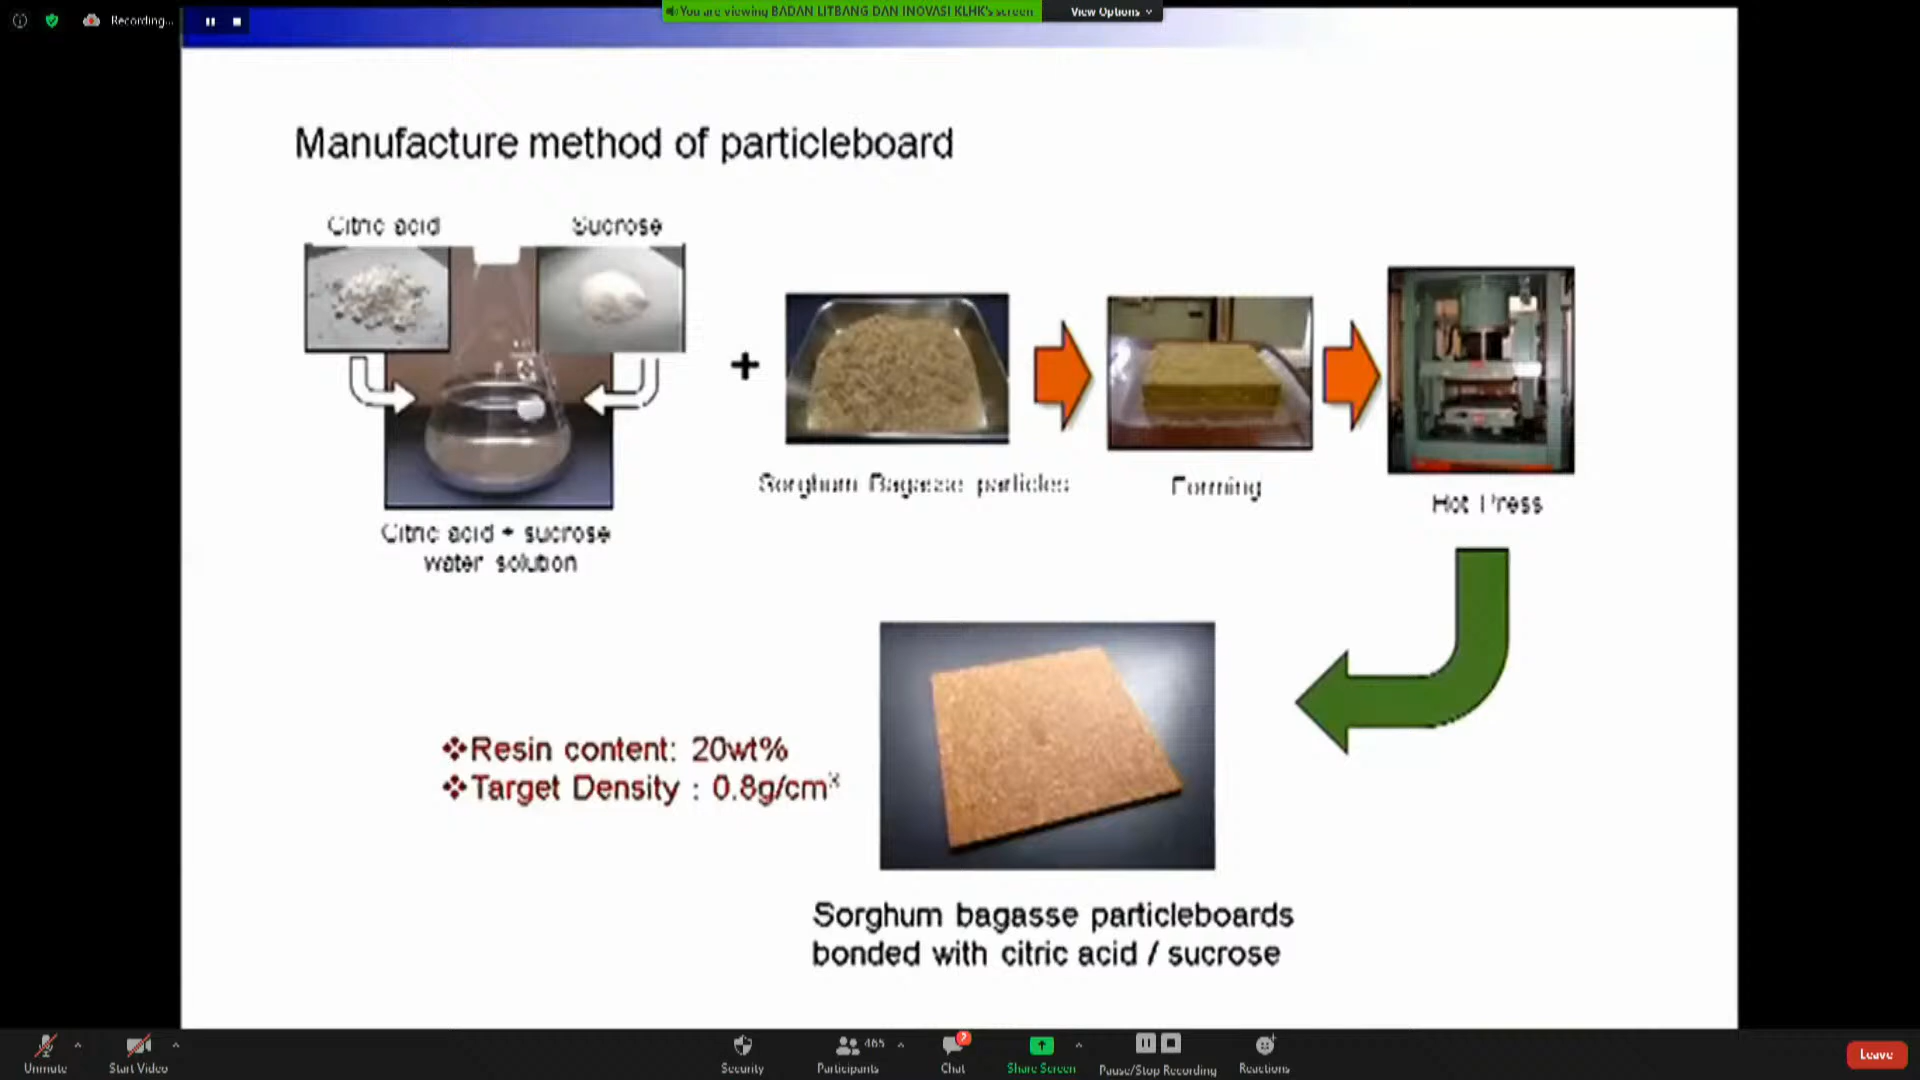 Recording...
You are viewing BADAN LITBANG DAN INOVASI KLHK's screen
View Options
Manufacture method of particleboard
Citric acid
Sucrose
+
Sorghum Bagasse particles
Forming
Hot Press
Citric acid + sucrose
water solution
❖Resin content: 20wt%
❖Target Density : 0.8g/cm³
Sorghum bagasse particleboards
bonded with citric acid / sucrose
Unmute
Start Video
Security
465
Participants
Chat
Share Screen
Pause/Stop Recording
Reactions
Leave